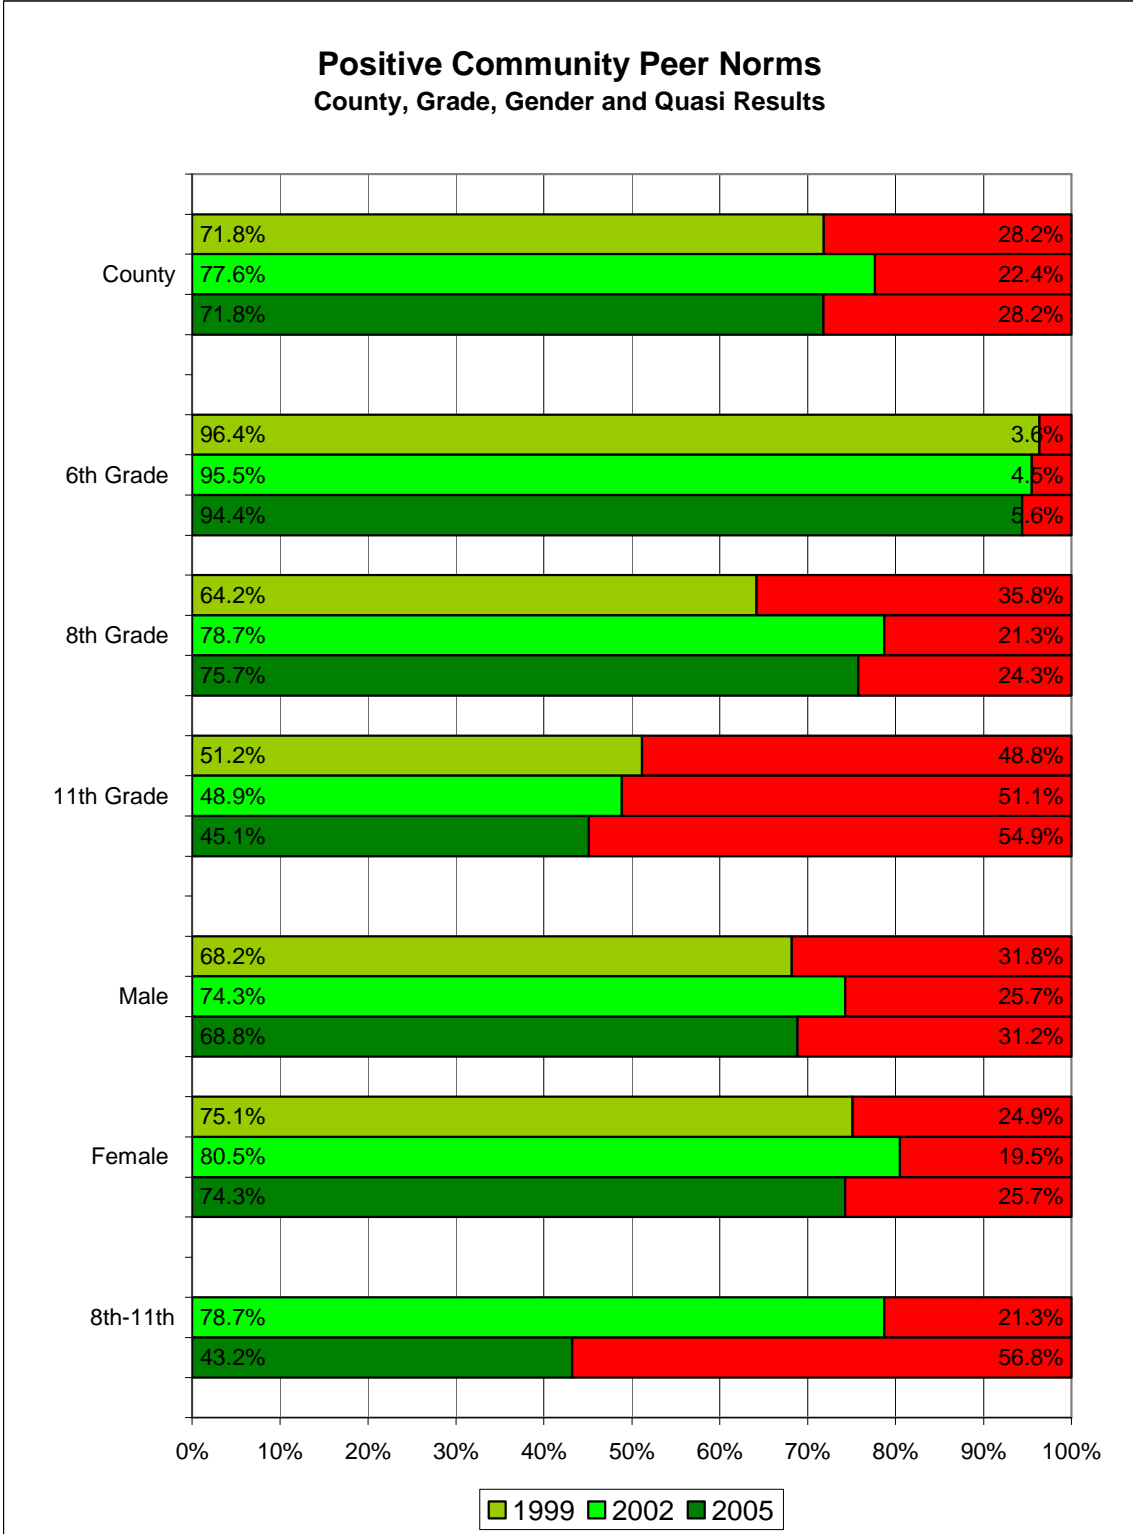 Positive Community Peer Norms
County, Grade, Gender and Quasi Results
71.8% 28.2%
County 77.6% 22.4%
71.8% 28.2%
96.4% 3.6%
6th Grade 95.5% 4.5%
94.4% 5.6%
64.2% 35.8%
8th Grade 78.7% 21.3%
75.7% 24.3%
51.2% 48.8%
11th Grade 48.9% 51.1%
45.1% 54.9%
68.2% 31.8%
Male 74.3% 25.7%
68.8% 31.2%
75.1% 24.9%
Female 80.5% 19.5%
74.3% 25.7%
8th-11th 78.7% 21.3%
43.2% 56.8%
0% 10% 20% 30% 40% 50% 60% 70% 80% 90% 100%
1999 2002 2005